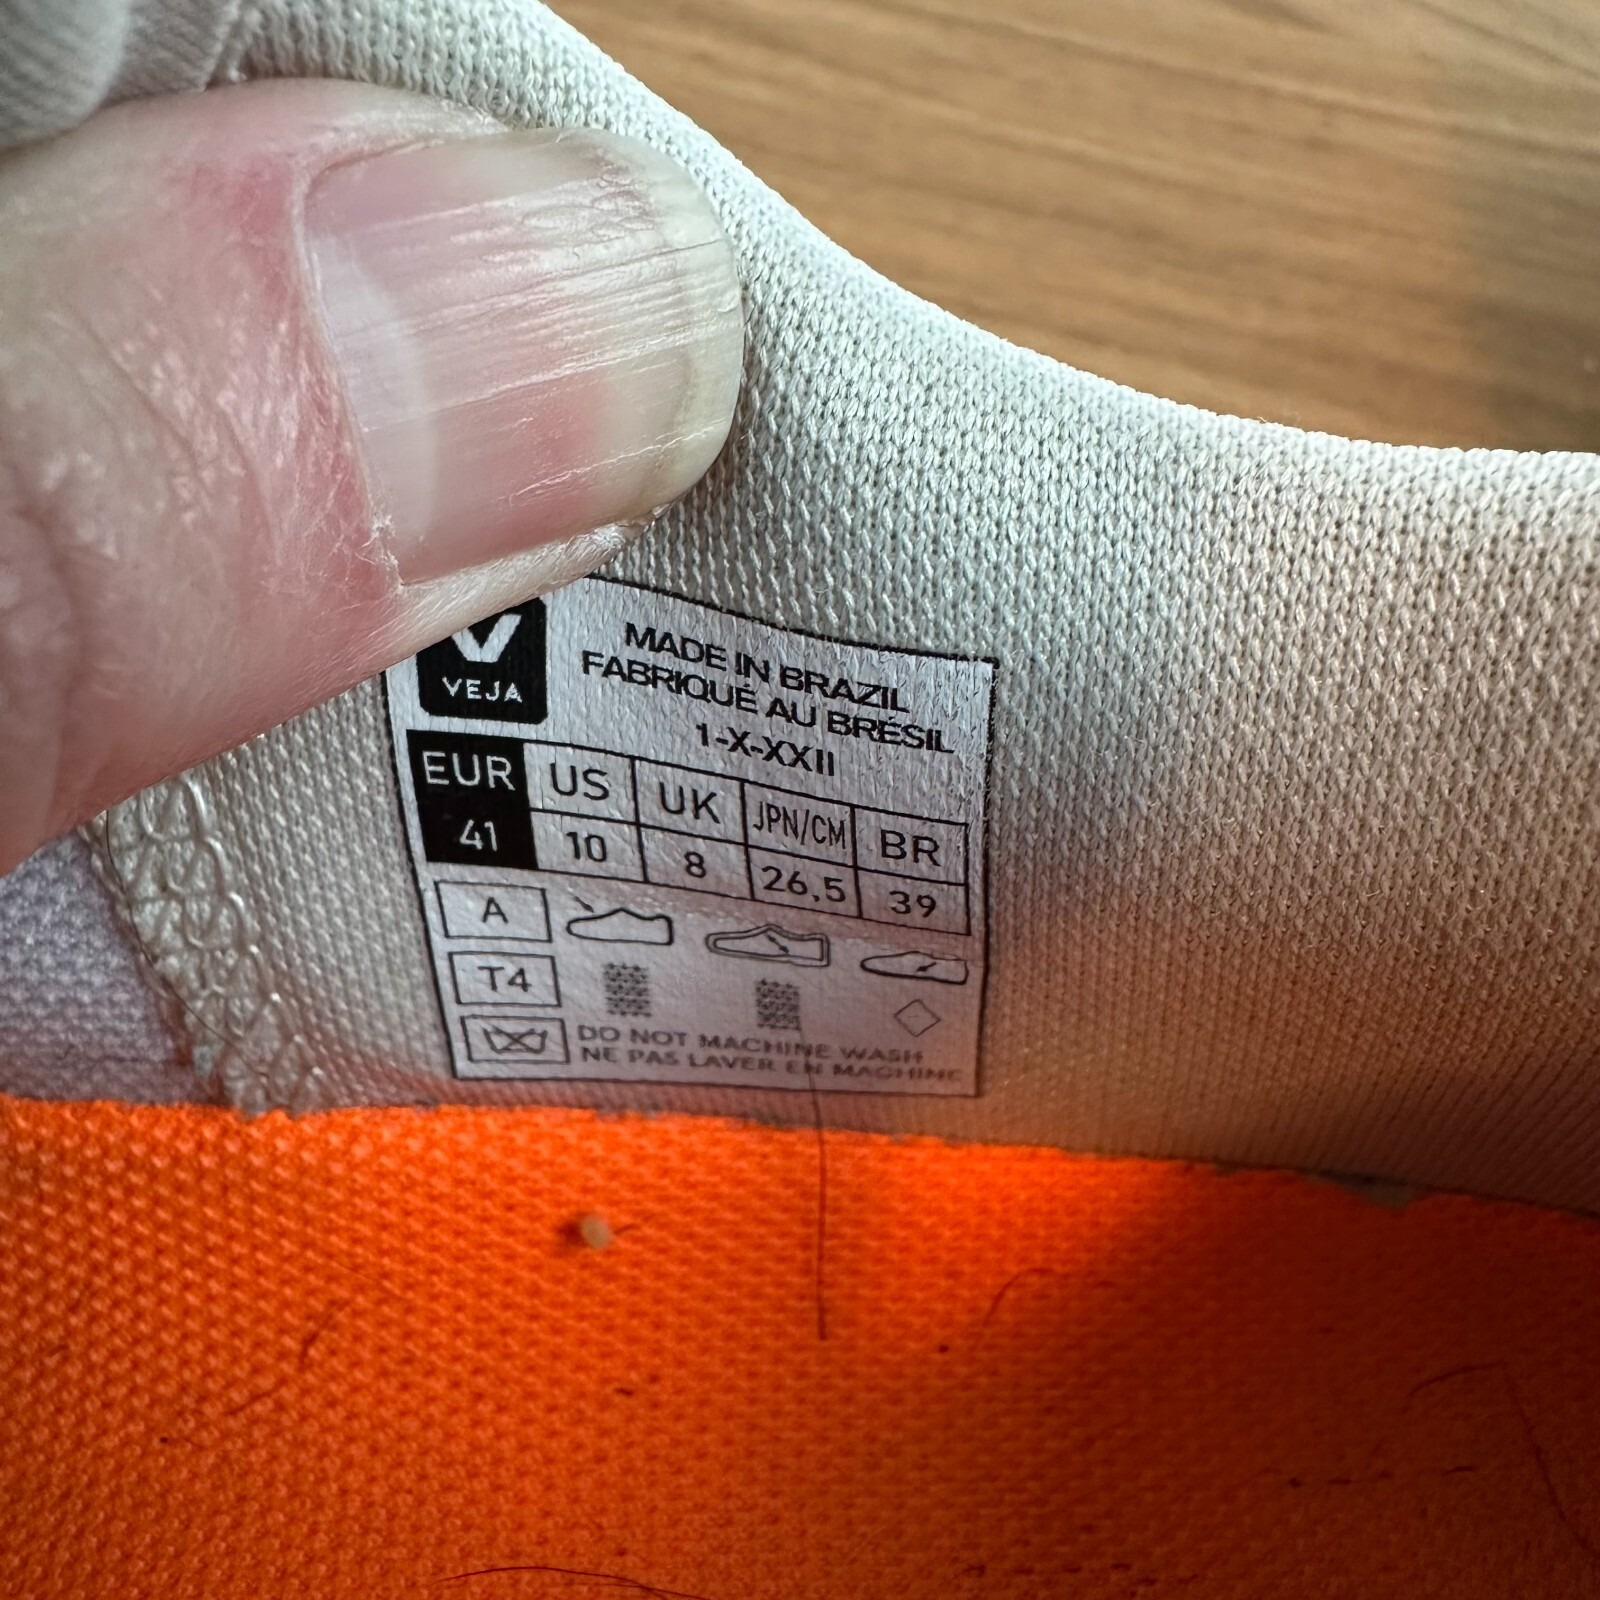 VEJA
MADE IN BRAZIL
FABRIQUÉ AU BRÉSIL
1-X-XXII
EUR US UK JPN/CM BR
41 10 8 26,5 39
A
T4
DO NOT MACHINE WASH
NE PAS LAVER EN MACHINE